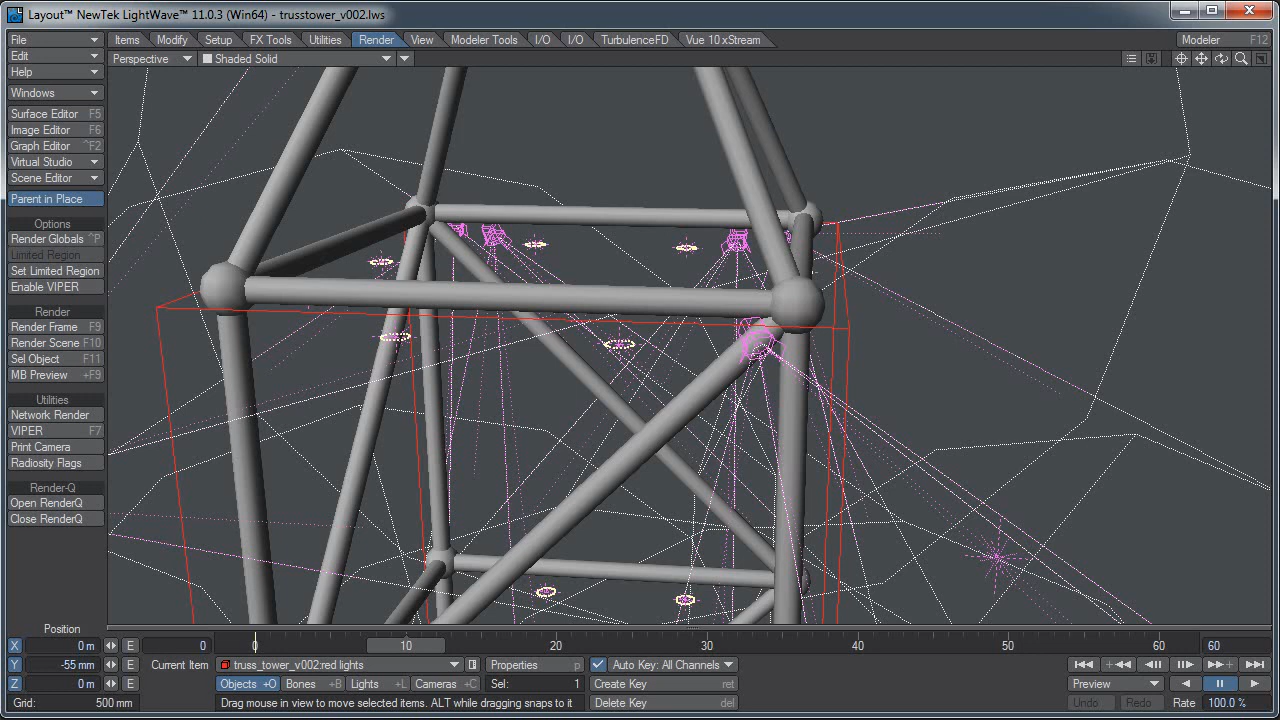 Layout™ NewTek LightWave™ 11.0.3 (Win64) - trusstower_v002.lws
File
Items Modify Setup FX Tools Utilities Render View Modeler Tools I/O I/O TurbulenceFD Vue 10 xStream Modeler F12
Edit
Perspective Shaded Solid
Help
Windows
Surface Editor F5
Image Editor F6
Graph Editor ^F2
Virtual Studio
Scene Editor
Parent in Place
Options
Render Globals ^P
Limited Region
Set Limited Region
Enable VIPER
Render
Render Frame F9
Render Scene F10
Sel Object F11
MB Preview +F9
Utilities
Network Render
VIPER F7
Print Camera
Radiosity Flags
Render-Q
Open RenderQ
Close RenderQ
Position
X 0 m E 0 0 10 20 30 40 50 60 60
Y -55 mm E Current Item truss_tower_v002:red lights Properties p Auto Key: All Channels
Z 0 m E Objects +O Bones +B Lights +L Cameras +C Sel: 1 Create Key ret Preview
Grid: 500 mm Drag mouse in view to move selected items. ALT while dragging snaps to it Delete Key del Undo Redo Rate 100.0 %